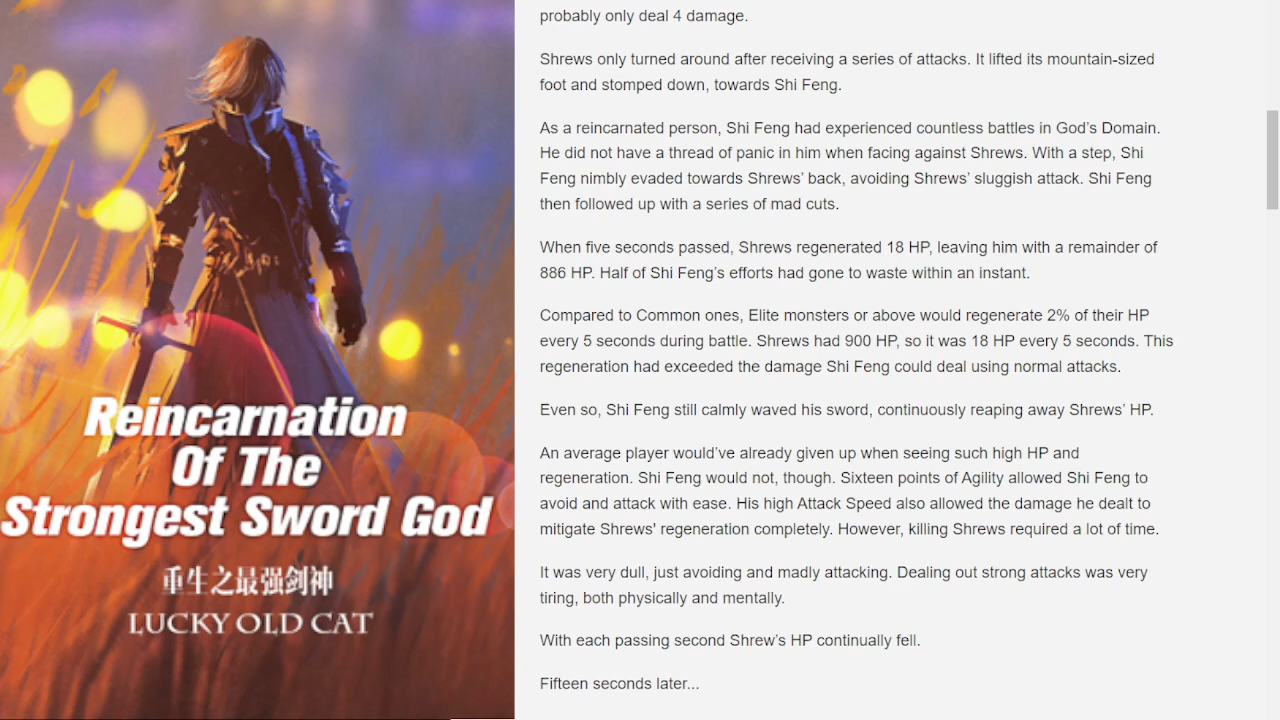 Reincarnation
Of The
Strongest Sword God
重生之最强剑神
LUCKY OLD CAT
probably only deal 4 damage.
Shrews only turned around after receiving a series of attacks. It lifted its mountain-sized
foot and stomped down, towards Shi Feng.
As a reincarnated person, Shi Feng had experienced countless battles in God’s Domain.
He did not have a thread of panic in him when facing against Shrews. With a step, Shi
Feng nimbly evaded towards Shrews’ back, avoiding Shrews’ sluggish attack. Shi Feng
then followed up with a series of mad cuts.
When five seconds passed, Shrews regenerated 18 HP, leaving him with a remainder of
886 HP. Half of Shi Feng’s efforts had gone to waste within an instant.
Compared to Common ones, Elite monsters or above would regenerate 2% of their HP
every 5 seconds during battle. Shrews had 900 HP, so it was 18 HP every 5 seconds. This
regeneration had exceeded the damage Shi Feng could deal using normal attacks.
Even so, Shi Feng still calmly waved his sword, continuously reaping away Shrews’ HP.
An average player would’ve already given up when seeing such high HP and
regeneration. Shi Feng would not, though. Sixteen points of Agility allowed Shi Feng to
avoid and attack with ease. His high Attack Speed also allowed the damage he dealt to
mitigate Shrews' regeneration completely. However, killing Shrews required a lot of time.
It was very dull, just avoiding and madly attacking. Dealing out strong attacks was very
tiring, both physically and mentally.
With each passing second Shrew’s HP continually fell.
Fifteen seconds later...